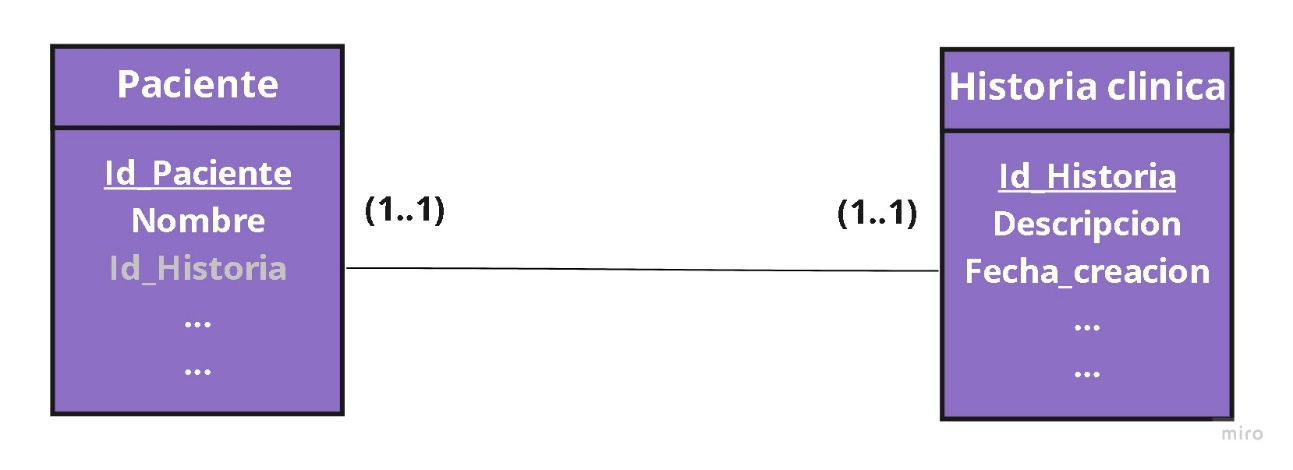 Paciente
Id_Paciente
Nombre
Id_Historia
...
...
(1..1)
(1..1)
Historia clinica
Id_Historia
Descripcion
Fecha_creacion
...
...
miro